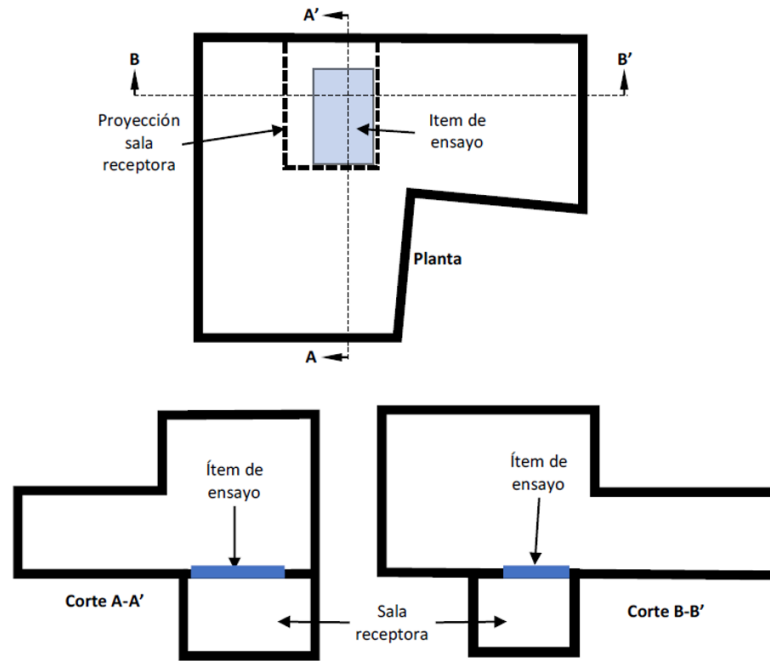 A’
B
B’
Proyección
sala
receptora
Item de
ensayo
Planta
A
Ítem de
ensayo
Ítem de
ensayo
Corte A-A’
Sala
receptora
Corte B-B’